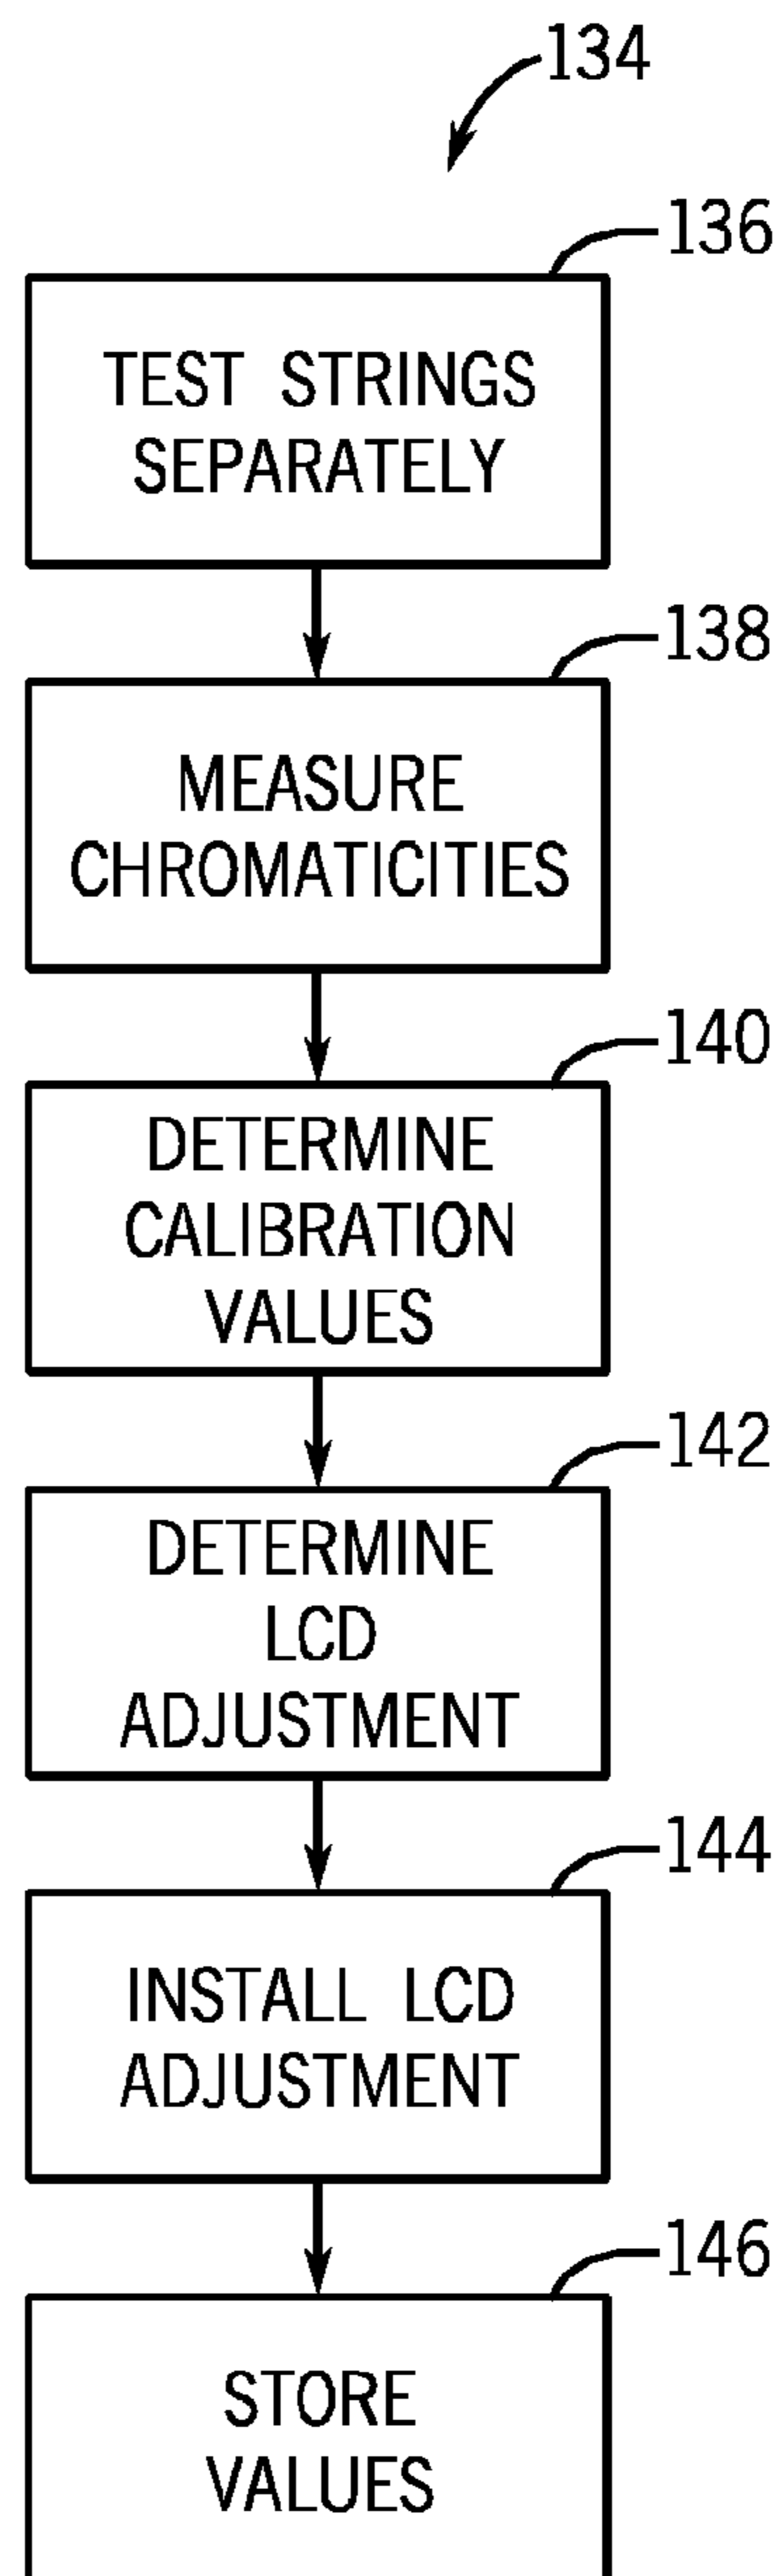 134
136
TEST STRINGS
SEPARATELY
138
MEASURE
CHROMATICITIES
140
DETERMINE
CALIBRATION
VALUES
142
DETERMINE
LCD
ADJUSTMENT
144
INSTALL LCD
ADJUSTMENT
146
STORE
VALUES